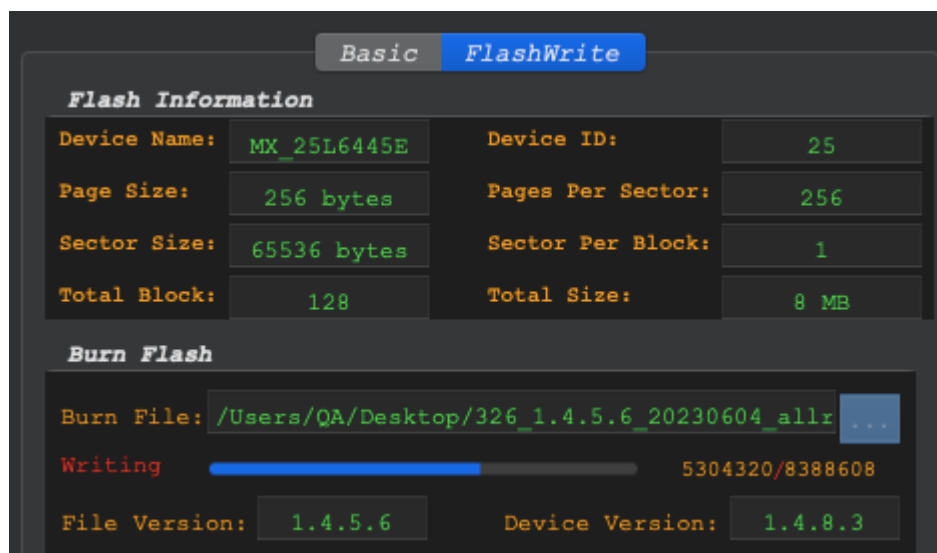 Basic FlashWrite
Flash Information
Device Name: MX_25L6445E Device ID: 25
Page Size: 256 bytes Pages Per Sector: 256
Sector Size: 65536 bytes Sector Per Block: 1
Total Block: 128 Total Size: 8 MB
Burn Flash
Burn File: /Users/QA/Desktop/326_1.4.5.6_20230604_allr ...
Writing 5304320/8388608
File Version: 1.4.5.6 Device Version: 1.4.8.3